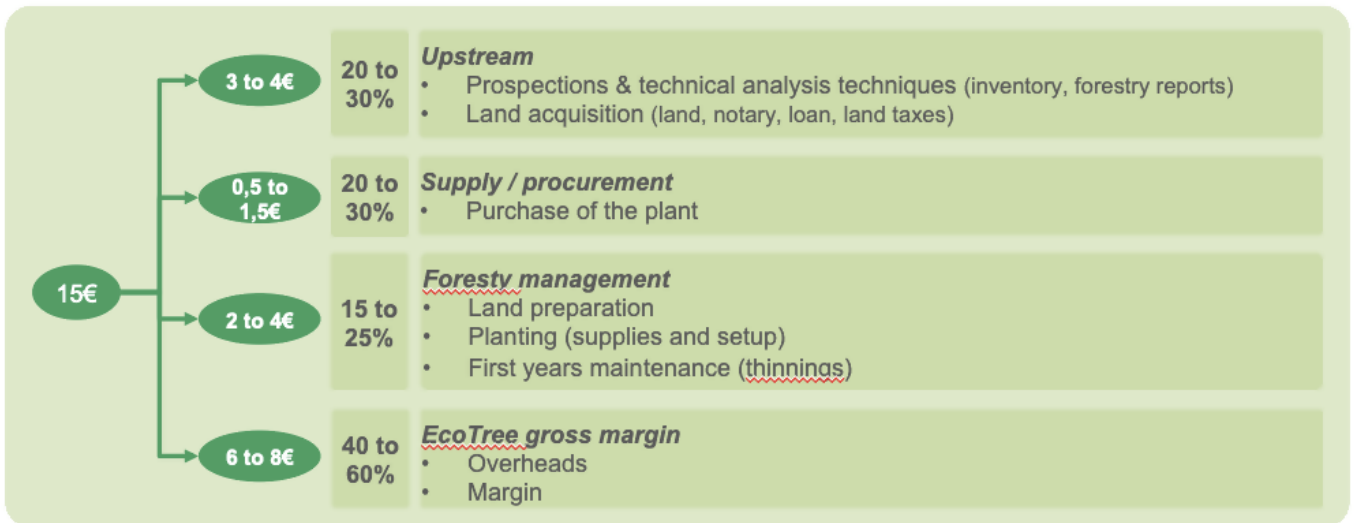 15€
3 to 4€
20 to
30%
Upstream
• Prospections & technical analysis techniques (inventory, forestry reports)
• Land acquisition (land, notary, loan, land taxes)
0,5 to
1,5€
20 to
30%
Supply / procurement
• Purchase of the plant
2 to 4€
15 to
25%
Foresty management
• Land preparation
• Planting (supplies and setup)
• First years maintenance (thinnings)
6 to 8€
40 to
60%
EcoTree gross margin
• Overheads
• Margin